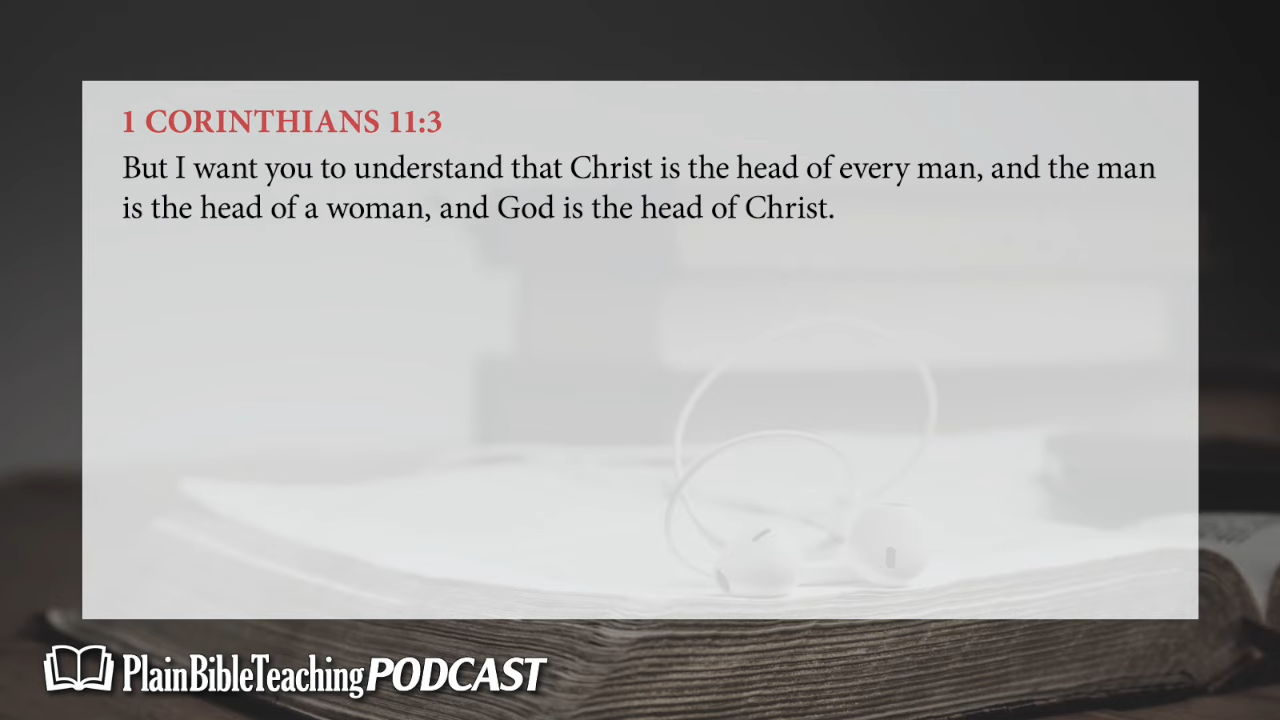 1 CORINTHIANS 11:3
But I want you to understand that Christ is the head of every man, and the man
is the head of a woman, and God is the head of Christ.
PlainBibleTeaching PODCAST